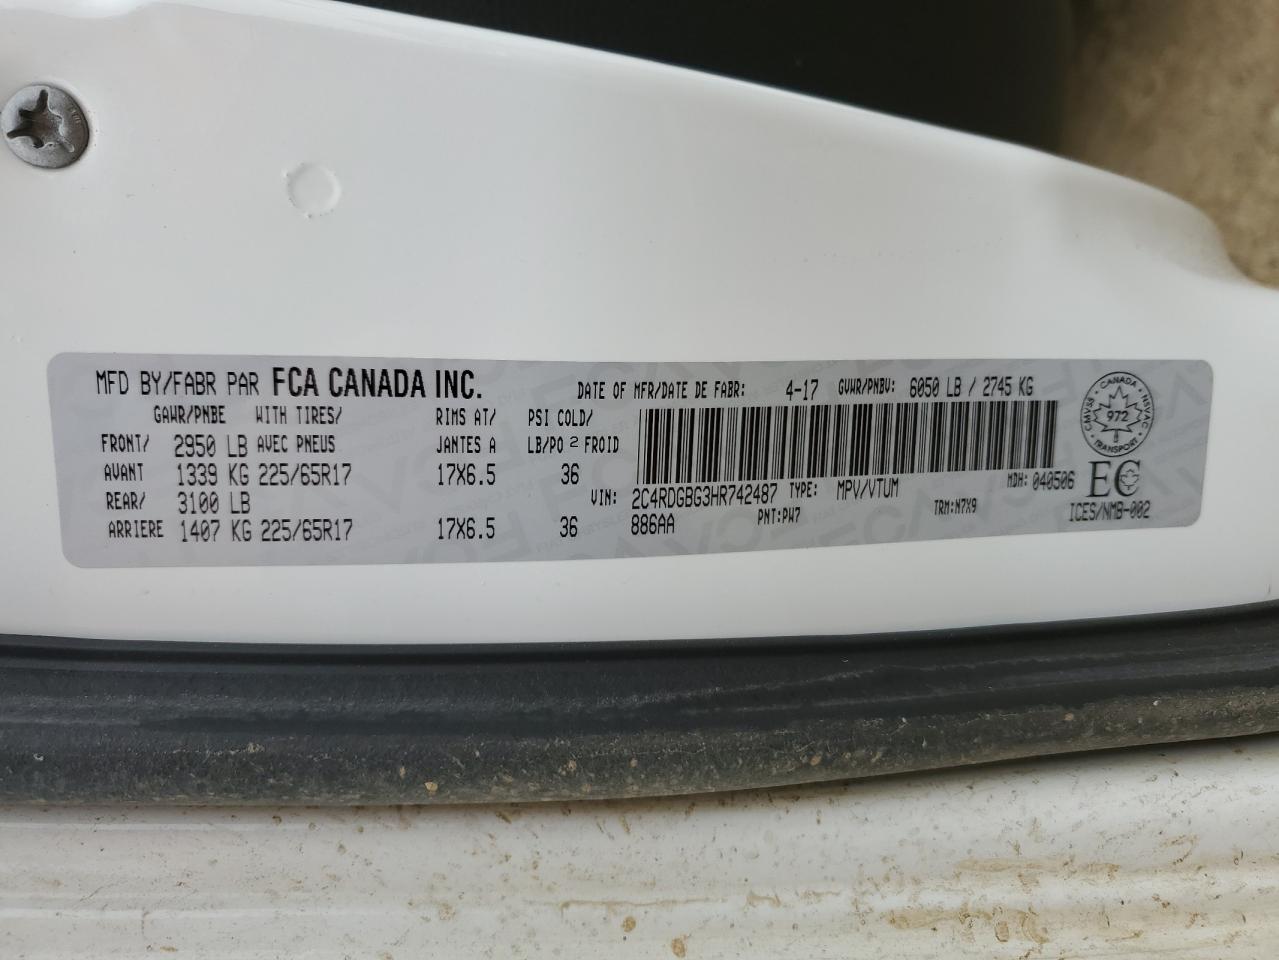 MFD BY/FABR PAR FCA CANADA INC. DATE OF MFR/DATE DE FABR: 4-17 GVWR/PNBV: 6050 LB / 2745 KG
GAWR/PNBE WITH TIRES/ RIMS AT/ PSI COLD/
FRONT/ 2950 LB AVEC PNEUS JANTES A LB/PO 2 FROID
AVANT 1339 KG 225/65R17 17X6.5 36
REAR/ 3100 LB VIN: 2C4RDGBG3HR742487 TYPE: MPV/VTUM MDH: 040506
ARRIERE 1407 KG 225/65R17 17X6.5 36 886AA PNT:PW7 TRM:N7X9
CANADA
CMVSS NSVAC
972
TRANSPORT
EC
ICES/NMB-002